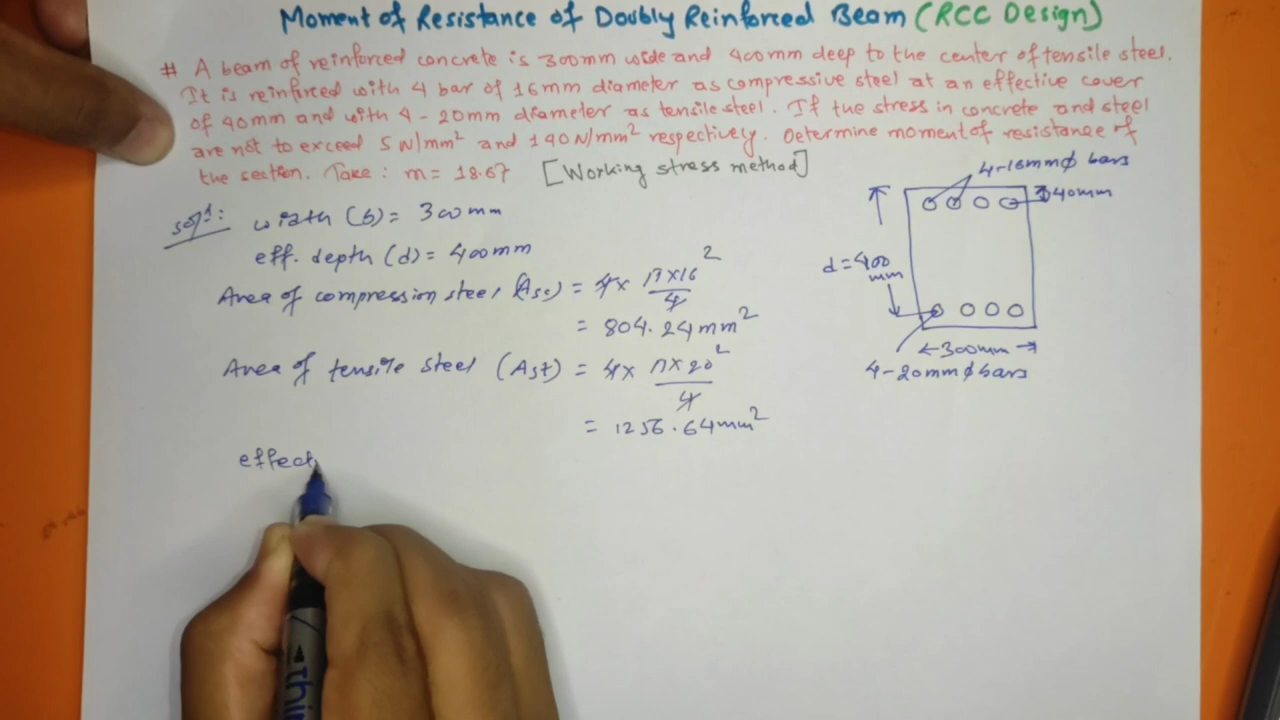 Moment of Resistance of Doubly Reinforced Beam (RCC Design)
# A beam of reinforced concrete is 300mm wide and 400mm deep to the center of tensile steel.
It is reinforced with 4 bar of 16mm diameter as compressive steel at an effective cover
of 40mm and with 4-20mm diameter as tensile steel. If the stress in concrete and steel
are not to exceed 5 N/mm² and 140 N/mm² respectively. Determine moment of resistance of
the section. Take: m = 18.67 [Working stress method]
solⁿ: width (b) = 300mm
eff. depth (d) = 400mm
Area of compression steel (Asc) = 4 × π×16²/4
= 804.24mm²
Area of tensile steel (Ast) = 4 × π×20²/4
= 1256.64mm²
effect
4-16mmϕ bars
40mm
d=400
mm
300mm
4-20mmϕ bars